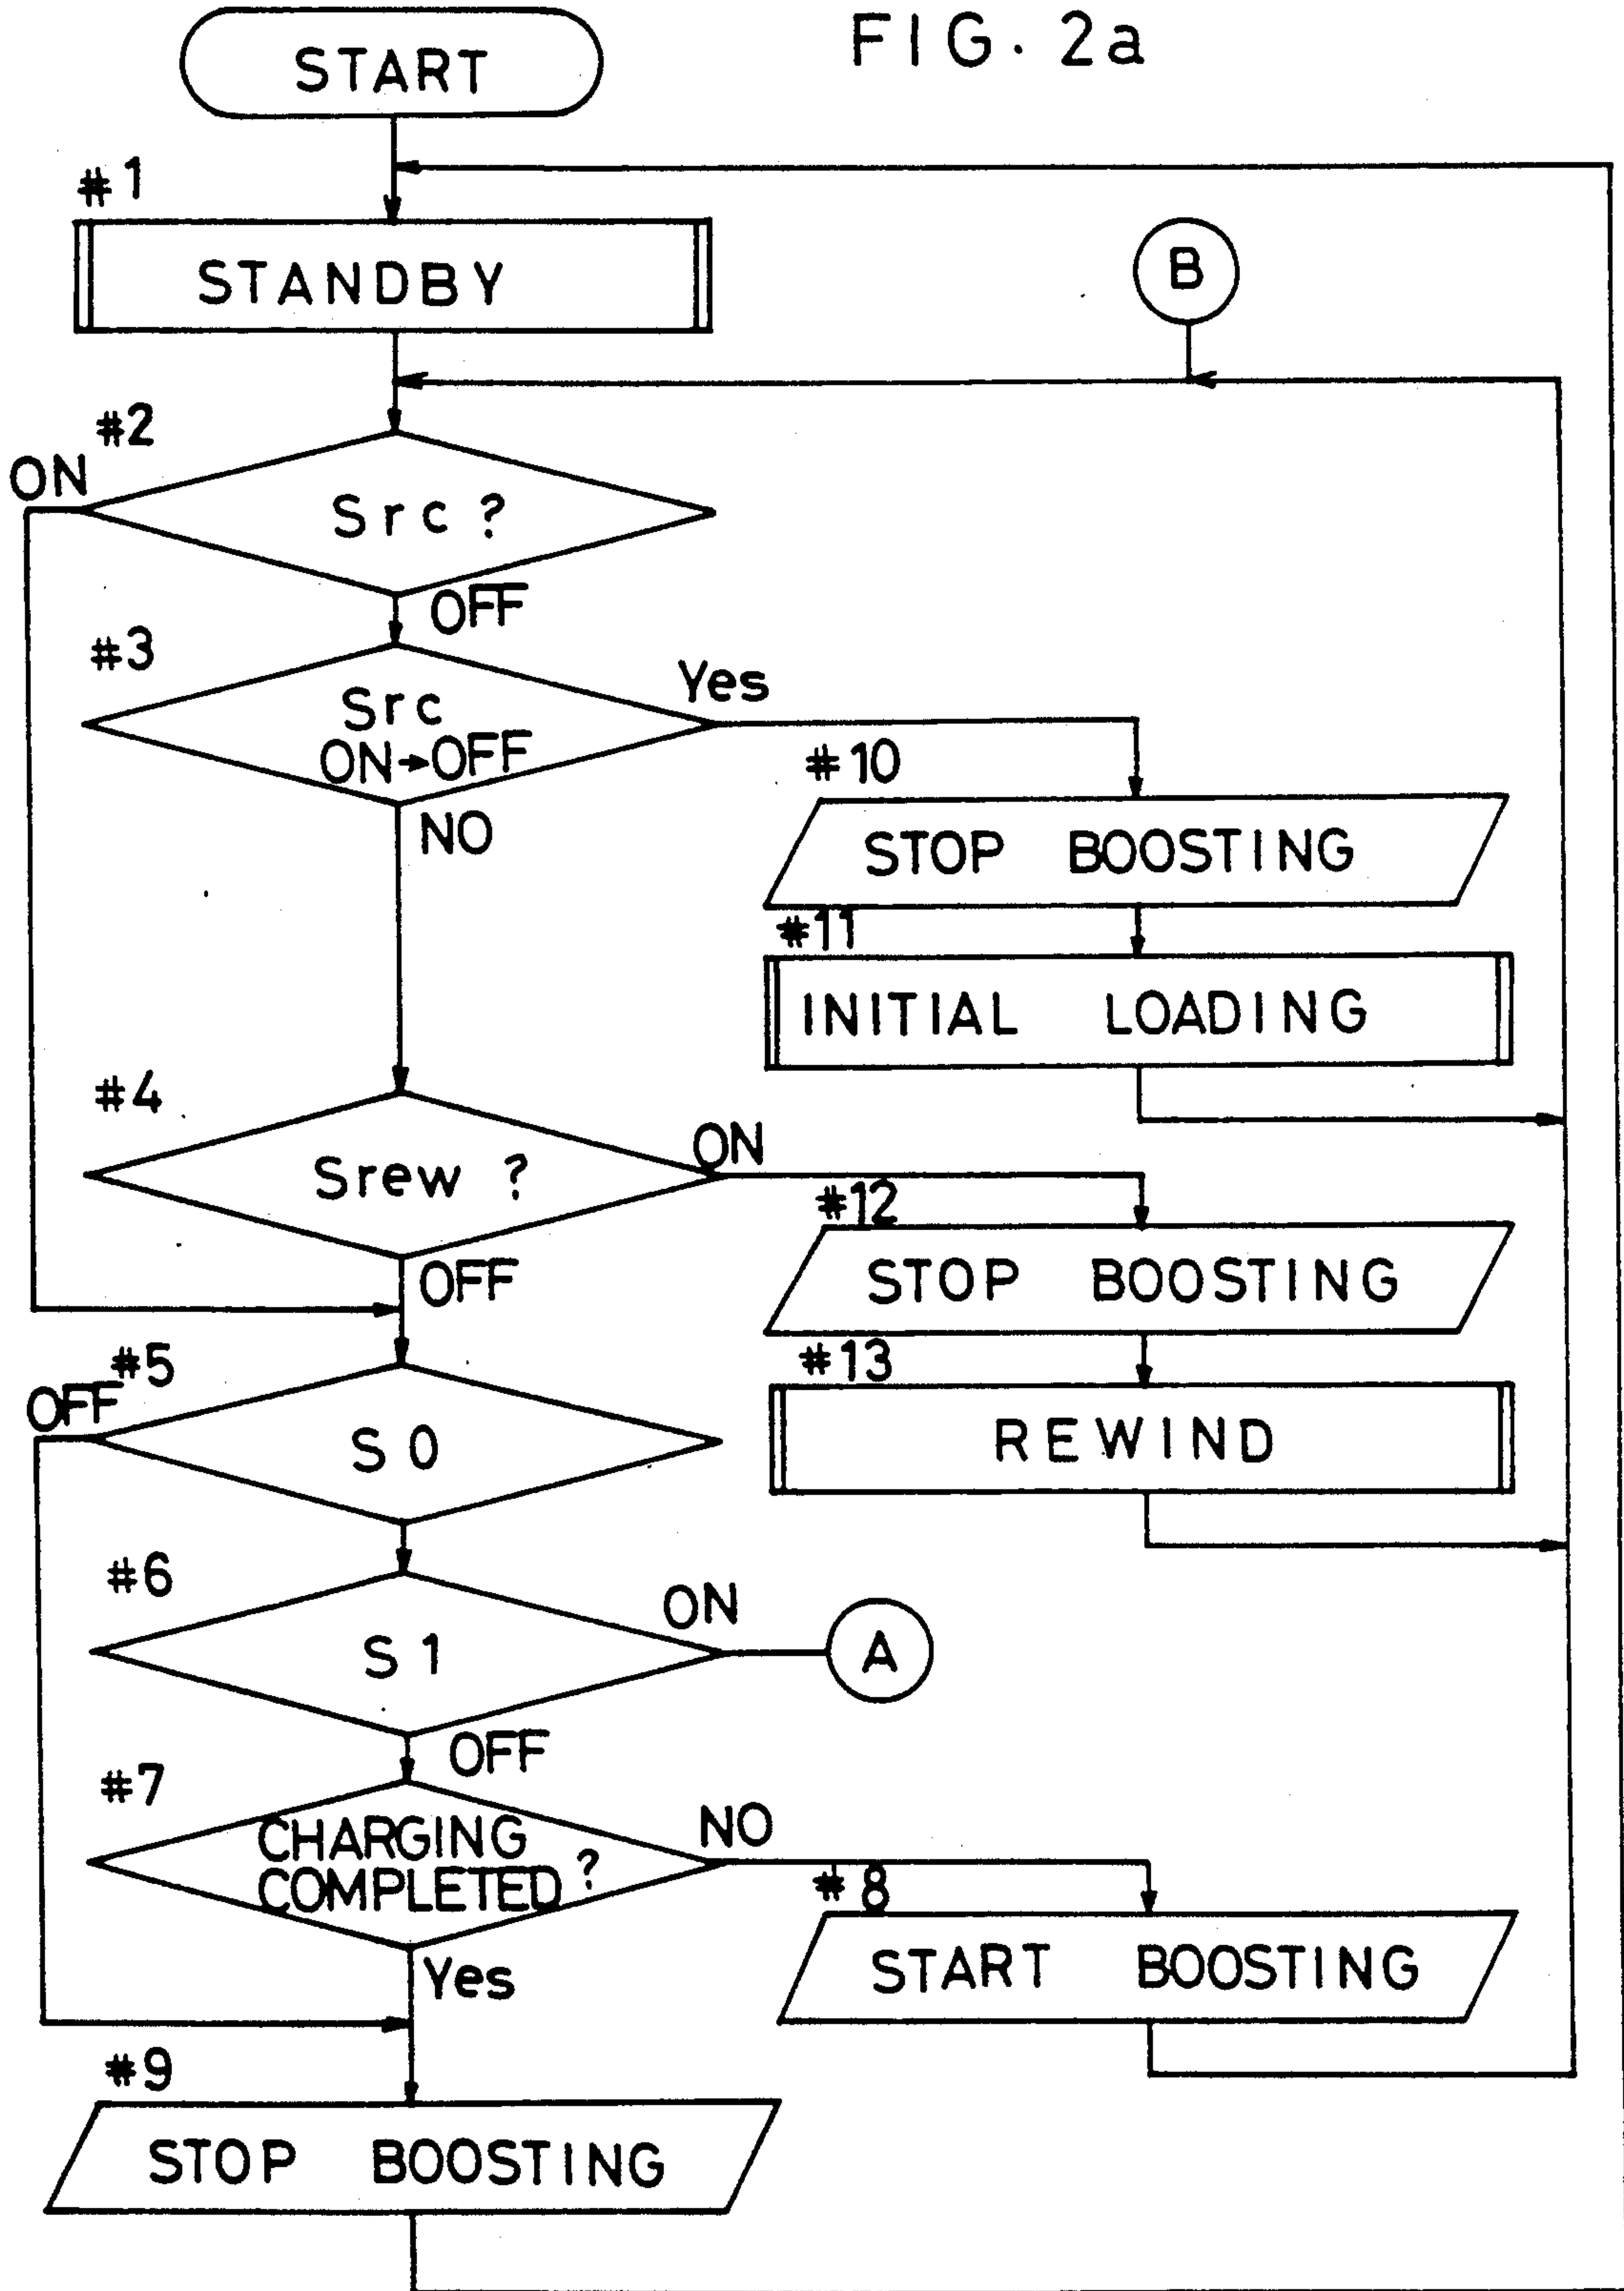 FIG. 2a
START
#1
STANDBY
B
#2
ON
Src ?
OFF
#3
Src
ON→OFF
Yes
NO
#10
STOP BOOSTING
#11
INITIAL LOADING
#4
Srew ?
ON
OFF
#12
STOP BOOSTING
#13
REWIND
#5
OFF
S0
#6
S1
ON
A
OFF
#7
CHARGING
COMPLETED ?
NO
Yes
#8
START BOOSTING
#9
STOP BOOSTING